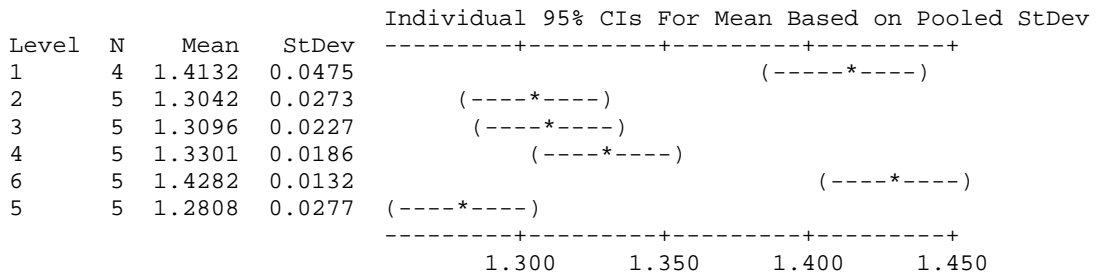 Individual 95% CIs For Mean Based on Pooled StDev
Level  N    Mean   StDev  ---------+---------+---------+---------+
1      4  1.4132  0.0475                            (-----*----)
2      5  1.3042  0.0273       (----*----)
3      5  1.3096  0.0227        (----*----)
4      5  1.3301  0.0186            (----*----)
6      5  1.4282  0.0132                                (----*----)
5      5  1.2808  0.0277  (----*----)
                          ---------+---------+---------+---------+
                                 1.300     1.350     1.400     1.450